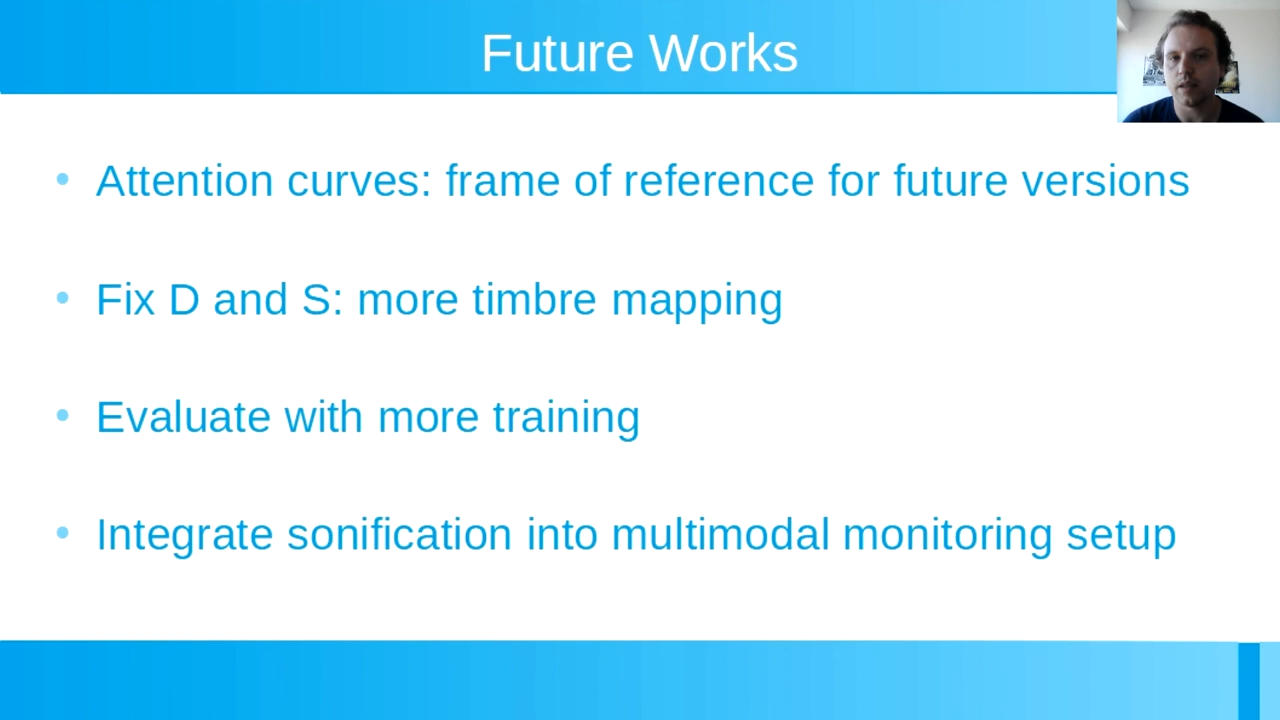 Future Works
• Attention curves: frame of reference for future versions
• Fix D and S: more timbre mapping
• Evaluate with more training
• Integrate sonification into multimodal monitoring setup